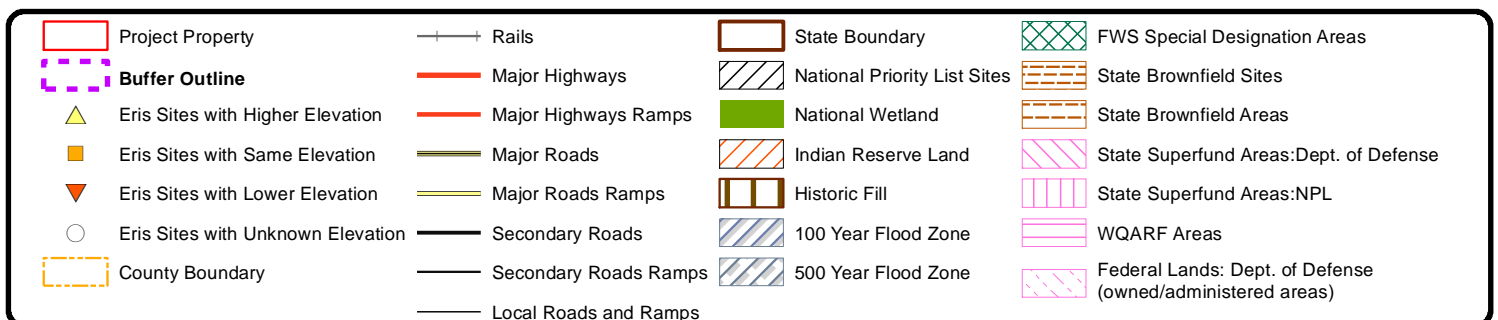 Project Property
Buffer Outline
Eris Sites with Higher Elevation
Eris Sites with Same Elevation
Eris Sites with Lower Elevation
Eris Sites with Unknown Elevation
County Boundary
Rails
Major Highways
Major Highways Ramps
Major Roads
Major Roads Ramps
Secondary Roads
Secondary Roads Ramps
Local Roads and Ramps
State Boundary
National Priority List Sites
National Wetland
Indian Reserve Land
Historic Fill
100 Year Flood Zone
500 Year Flood Zone
FWS Special Designation Areas
State Brownfield Sites
State Brownfield Areas
State Superfund Areas:Dept. of Defense
State Superfund Areas:NPL
WQARF Areas
Federal Lands: Dept. of Defense
(owned/administered areas)